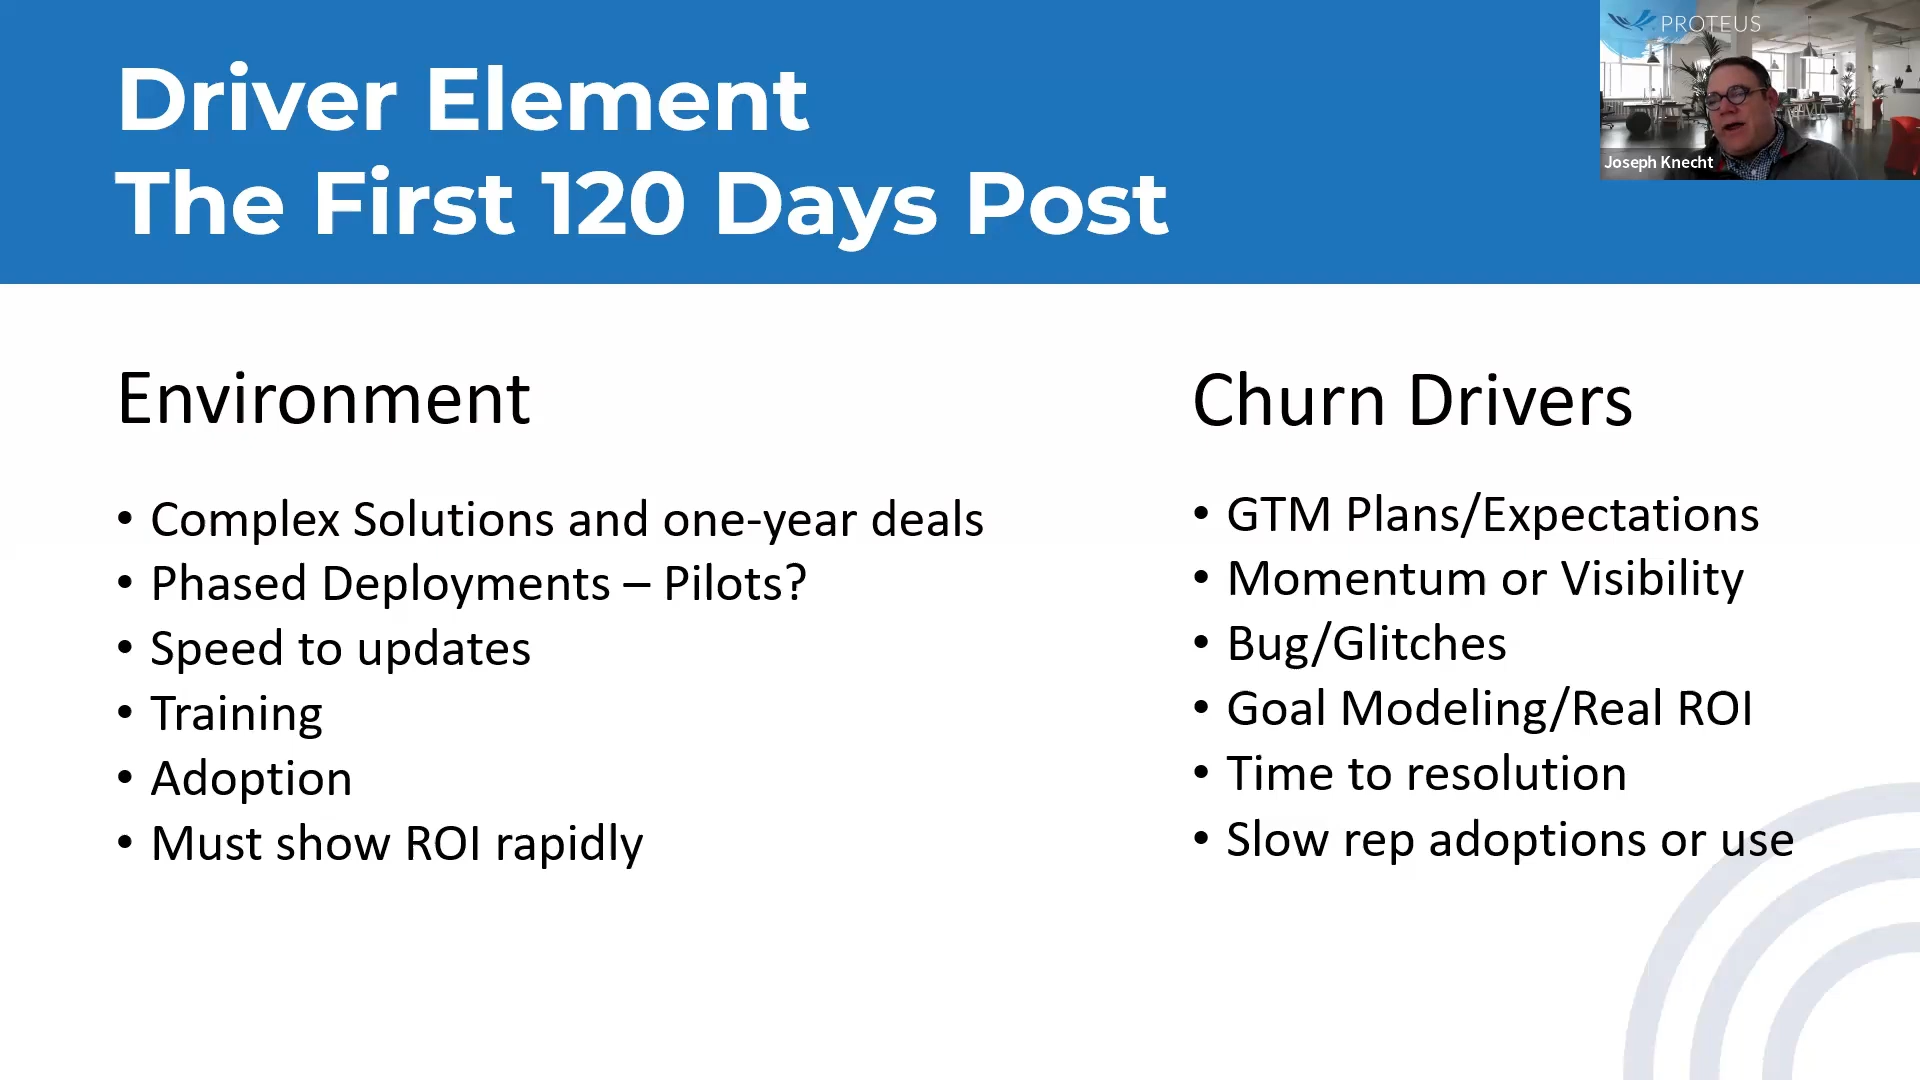 Driver Element
The First 120 Days Post
PROTEUS
Joseph Knecht
Environment
• Complex Solutions and one-year deals
• Phased Deployments – Pilots?
• Speed to updates
• Training
• Adoption
• Must show ROI rapidly
Churn Drivers
• GTM Plans/Expectations
• Momentum or Visibility
• Bug/Glitches
• Goal Modeling/Real ROI
• Time to resolution
• Slow rep adoptions or use